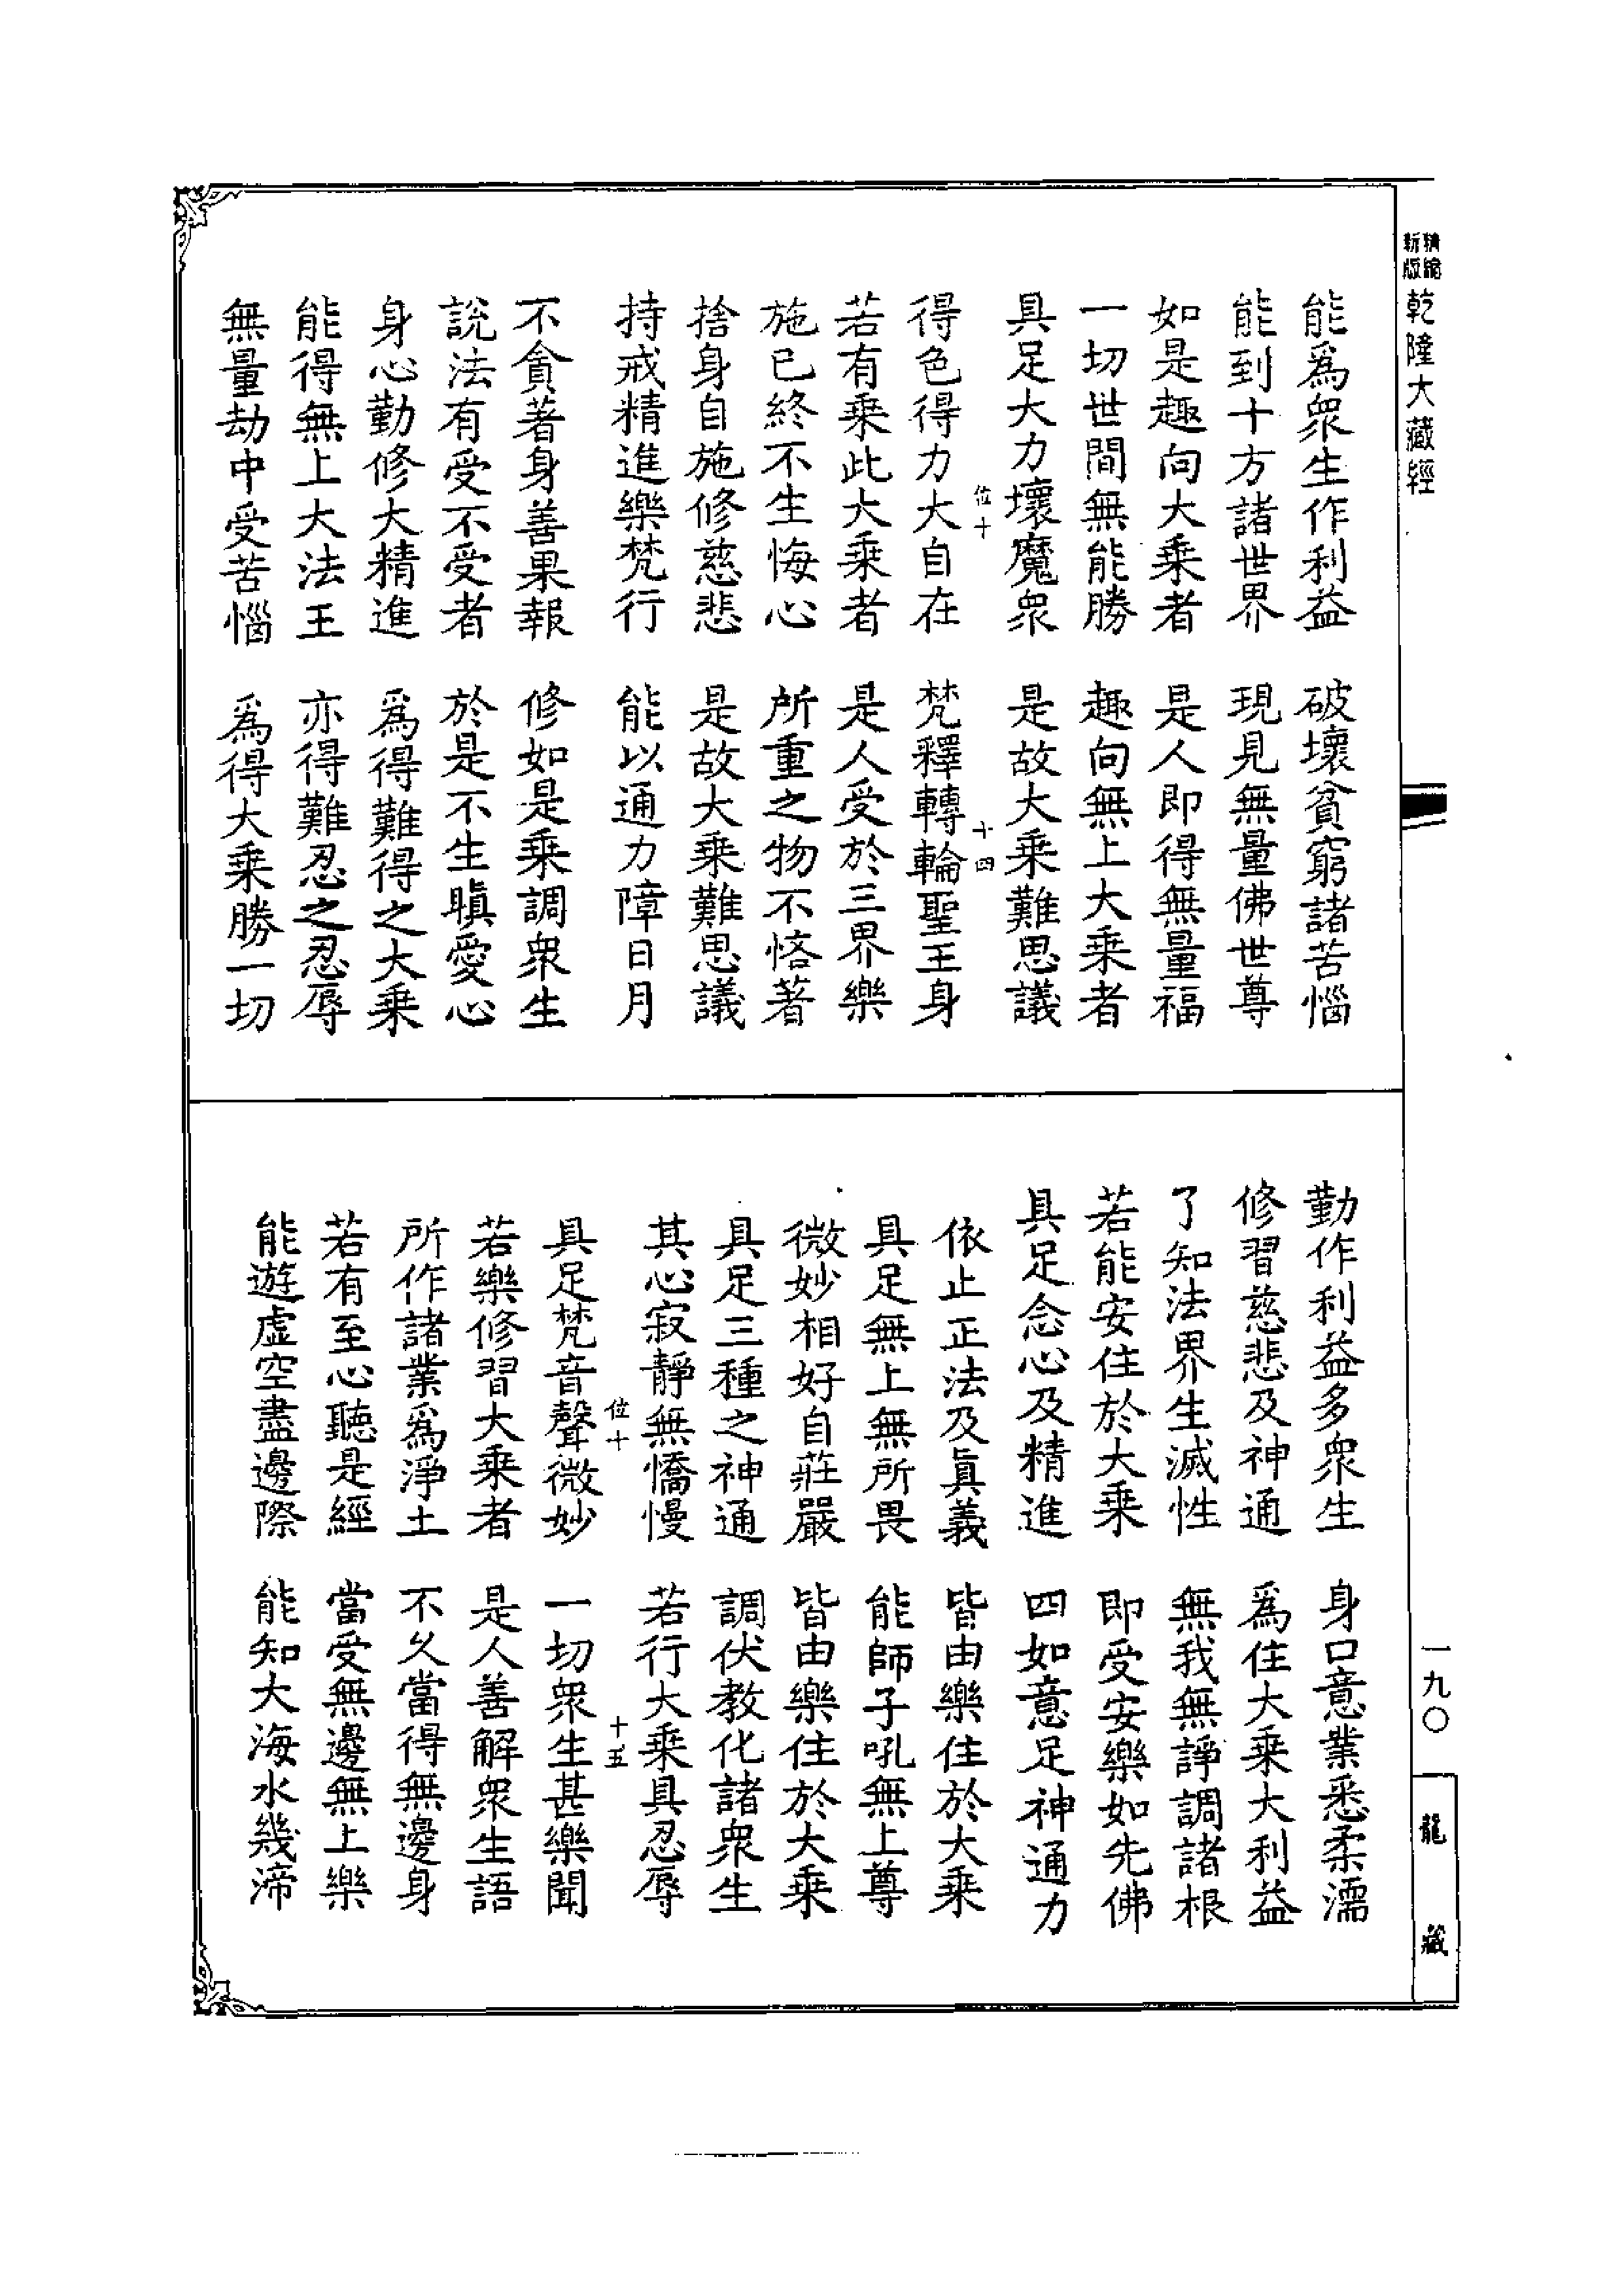 精縮
新版
乾隆大藏經
能爲衆生作利益　破壞貧窮諸苦惱
能到十方諸世界　現見無量佛世尊
如是趣向大乘者　是人即得無量福
一切世間無能勝　趣向無上大乘者
具足大力壞魔衆　是故大乘難思議
位十　十四
得色得力大自在　梵釋轉輪聖王身
若有乘此大乘者　是人受於三界樂
施已終不生悔心　所重之物不悋著
捨身自施修慈悲　是故大乘難思議
持戒精進樂梵行　能以通力障日月
不貪著身善果報　修如是乘調衆生
說法有受不受者　於是不生瞋愛心
身心勤修大精進　爲得難得之大乘
能得無上大法王　亦得難忍之忍辱
無量劫中受苦惱　爲得大乘勝一切
勤作利益多衆生　身口意業悉柔濡
修習慈悲及神通　爲住大乘大利益
了知法界生滅性　無我無諍調諸根
若能安住於大乘　即受安樂如先佛
具足念心及精進　四如意足神通力
依止正法及眞義　皆由樂住於大乘
具足無上無所畏　能師子吼無上尊
微妙相好自莊嚴　皆由樂住於大乘
具足三種之神通　調伏教化諸衆生
其心寂靜無憍慢　若行大乘具忍辱
位十　十五
具足梵音聲微妙　一切衆生甚樂聞
若樂修習大乘者　是人善解衆生語
所作諸業爲淨土　不久當得無邊身
若有至心聽是經　當受無邊無上樂
能遊虛空盡邊際　能知大海水幾渧
一九〇
龍藏